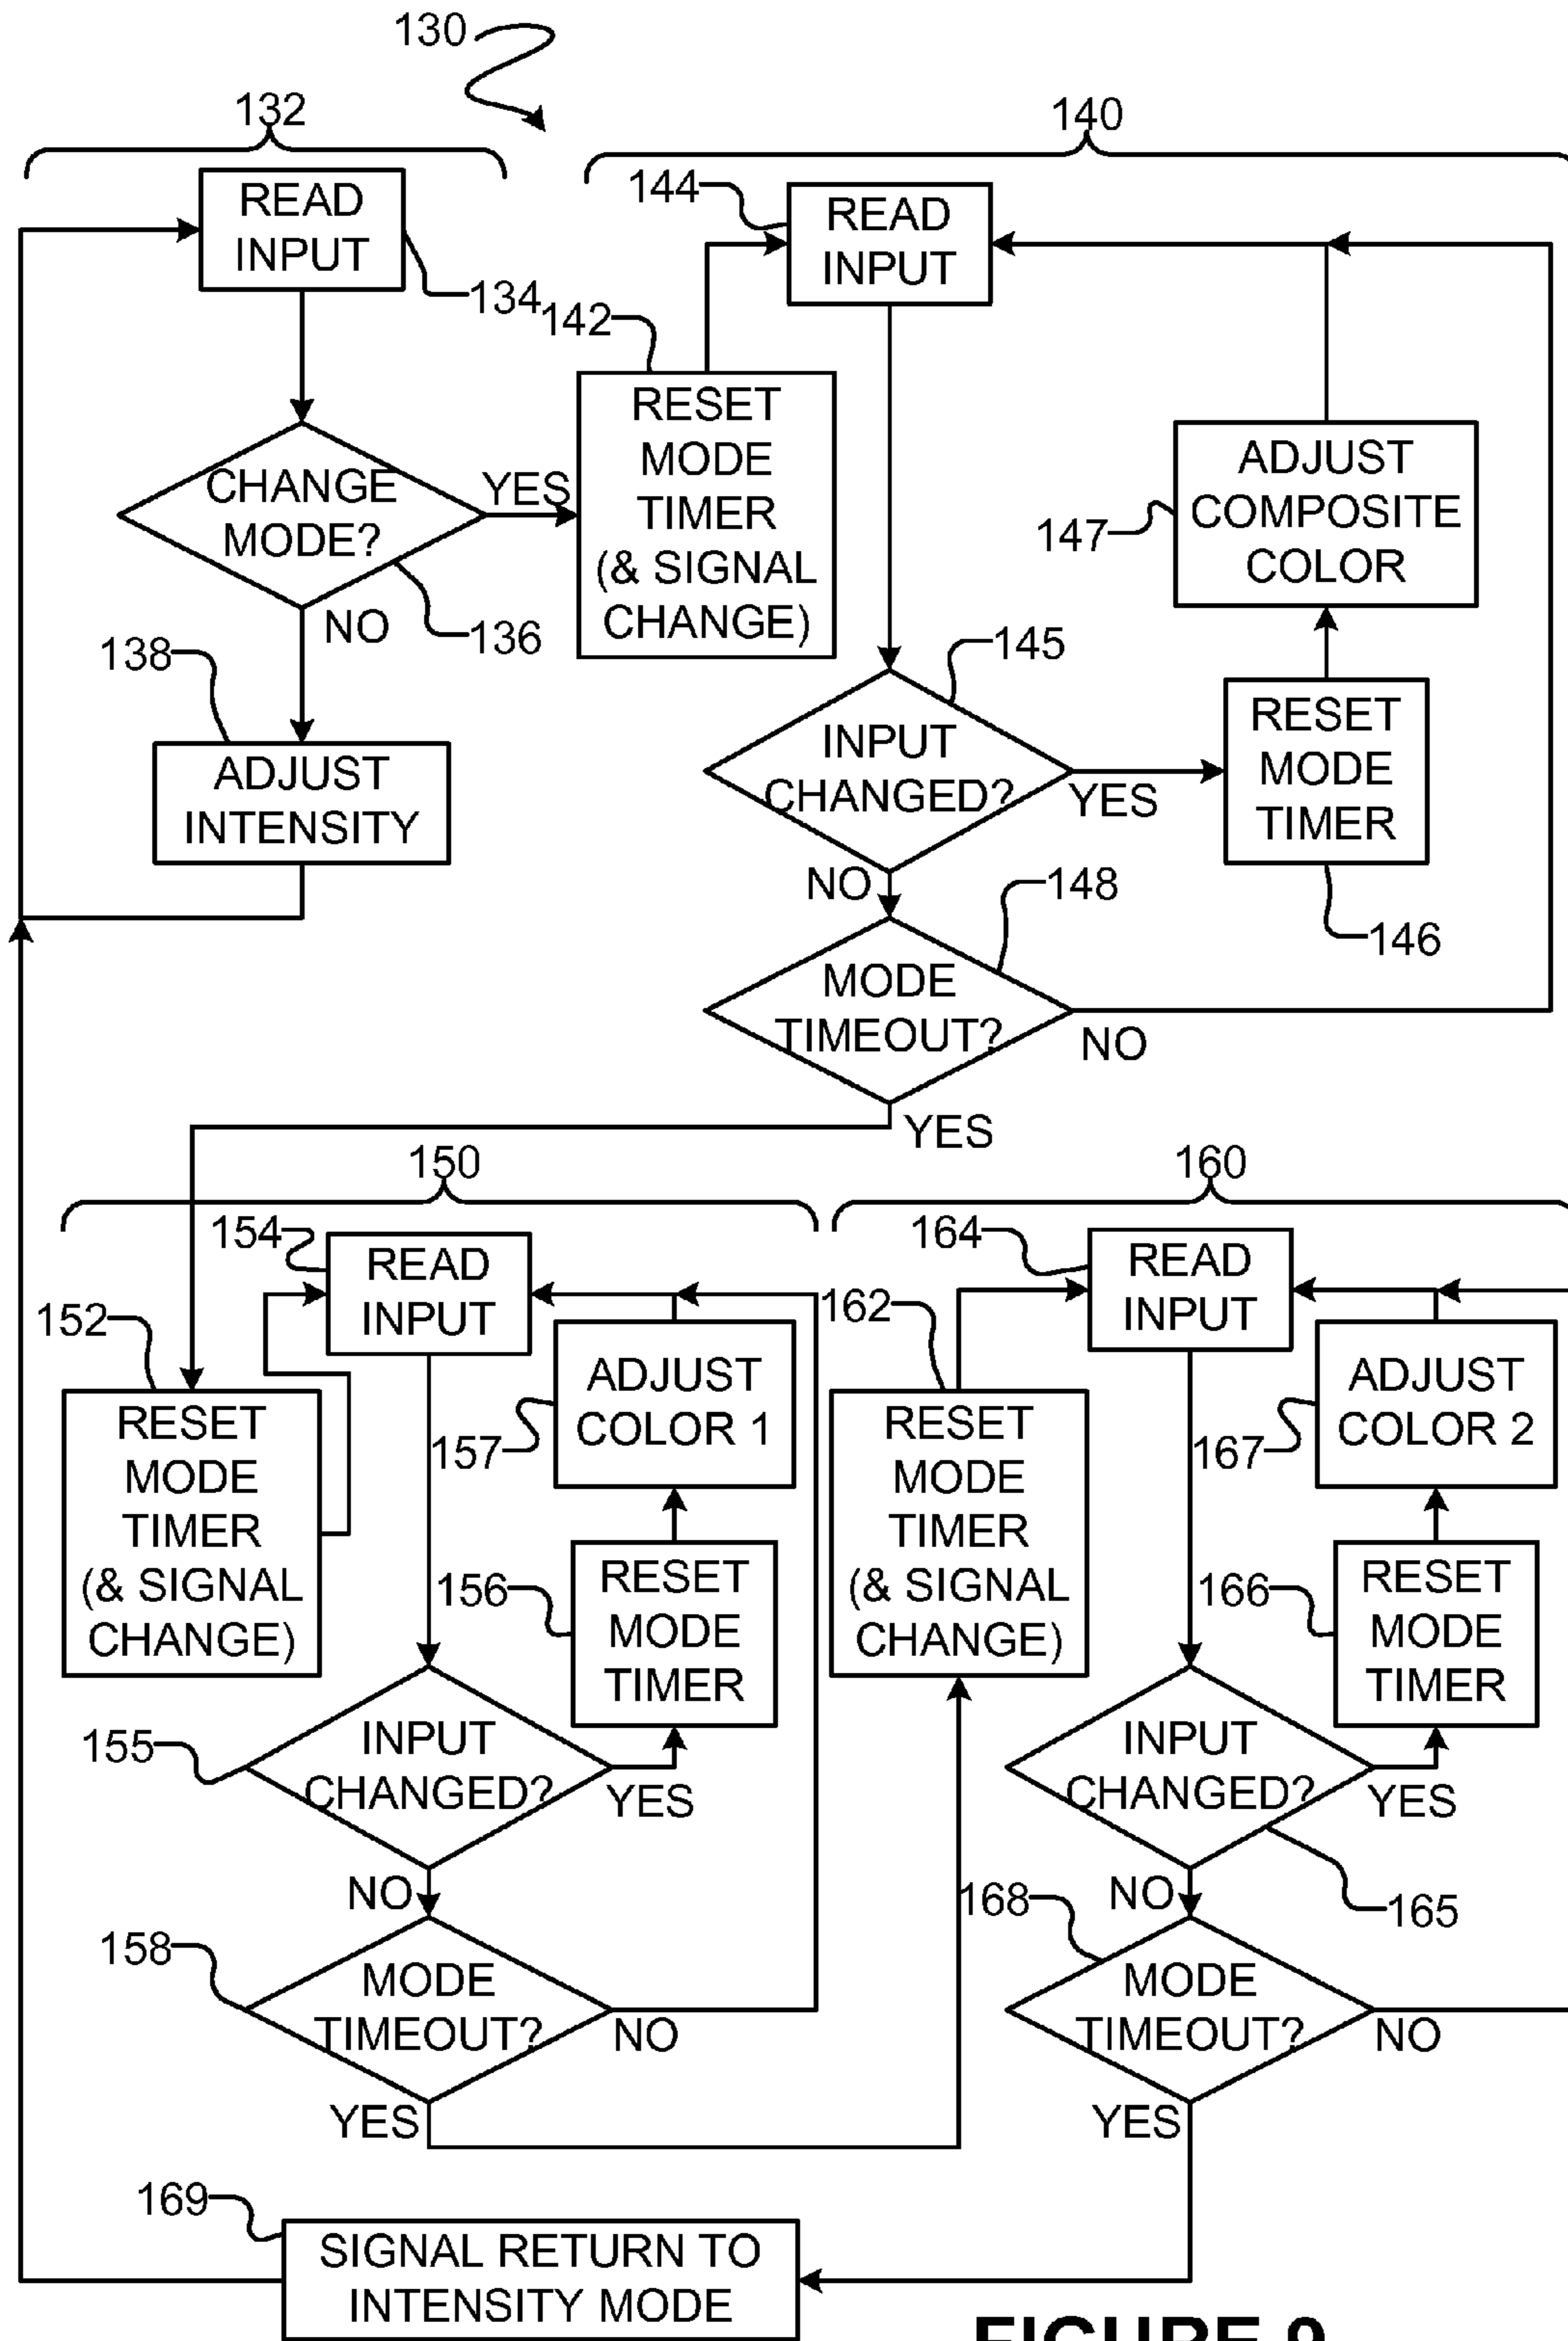 130
132
140
READ
INPUT
134
144
READ
INPUT
142
RESET
MODE
TIMER
(& SIGNAL
CHANGE)
CHANGE
MODE?
YES
NO
136
138
ADJUST
INTENSITY
ADJUST
COMPOSITE
COLOR
147
145
INPUT
CHANGED?
YES
RESET
MODE
TIMER
146
NO
148
MODE
TIMEOUT?
NO
YES
150
160
154
READ
INPUT
152
RESET
MODE
TIMER
(& SIGNAL
CHANGE)
ADJUST
COLOR 1
157
156
RESET
MODE
TIMER
155
INPUT
CHANGED?
YES
NO
158
MODE
TIMEOUT?
NO
YES
164
READ
INPUT
162
RESET
MODE
TIMER
(& SIGNAL
CHANGE)
ADJUST
COLOR 2
167
166
RESET
MODE
TIMER
INPUT
CHANGED?
YES
165
NO
168
MODE
TIMEOUT?
NO
YES
169
SIGNAL RETURN TO
INTENSITY MODE
FIGURE 9